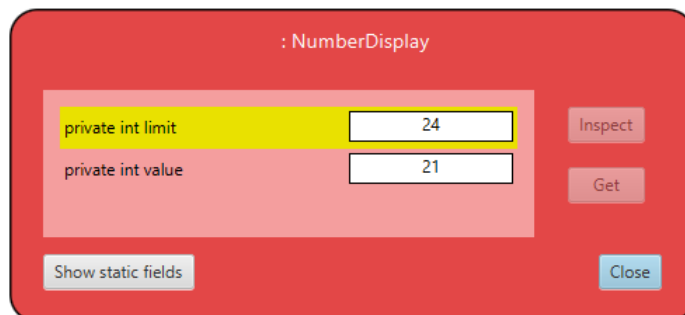 : NumberDisplay
private int limit 24
Inspect
private int value 21
Get
Show static fields
Close